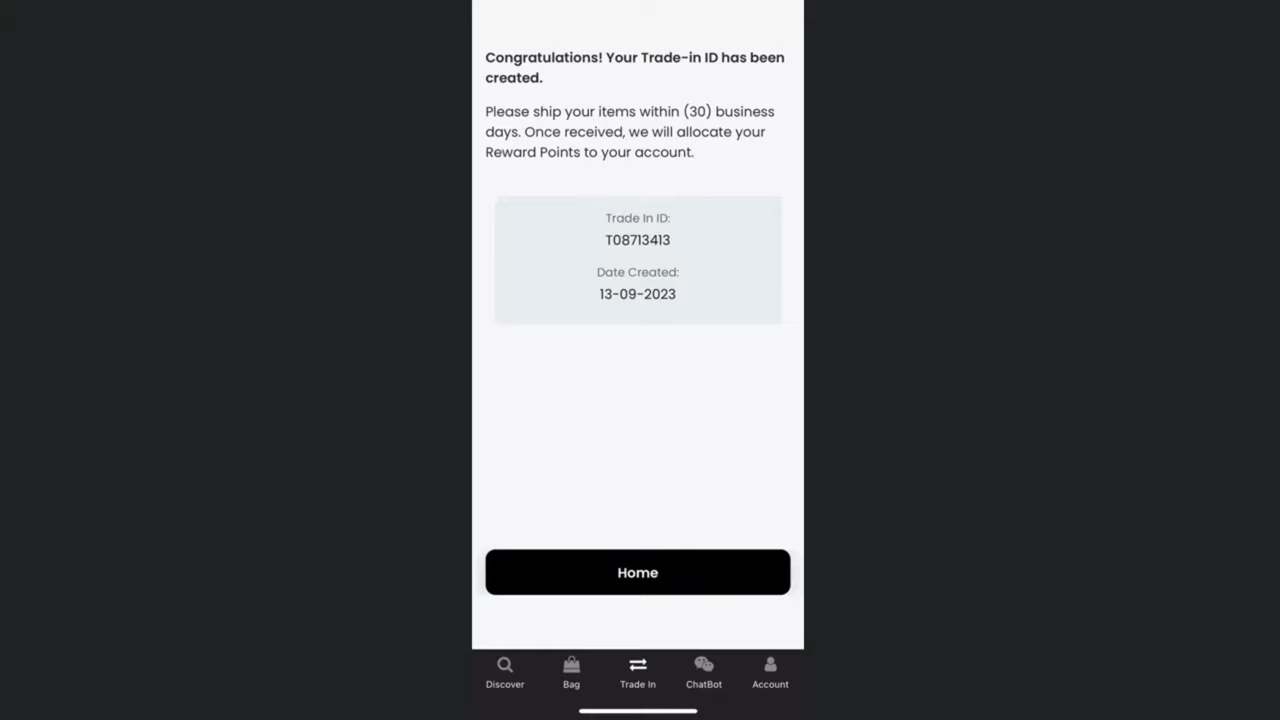 Congratulations! Your Trade-in ID has been
created.
Please ship your items within (30) business
days. Once received, we will allocate your
Reward Points to your account.
Trade In ID:
T08713413
Date Created:
13-09-2023
Home
Discover
Bag
Trade In
ChatBot
Account